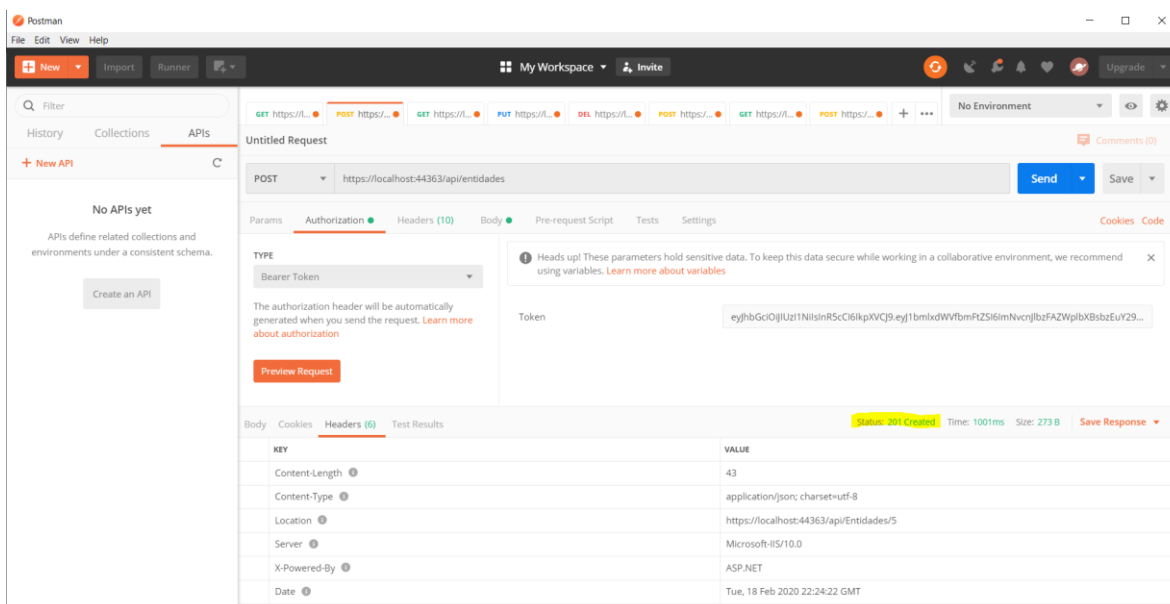 Postman
File Edit View Help
New Import Runner My Workspace Invite Upgrade
Filter
History Collections APIs
+ New API
No APIs yet
APIs define related collections and
environments under a consistent schema.
Create an API
GET https://l... POST https:/... GET https://l... PUT https://l... DEL https://l... POST https:/... GET https://l... POST https:/... + ••• No Environment
Untitled Request Comments (0)
POST https://localhost:44363/api/entidades Send Save
Params Authorization Headers (10) Body Pre-request Script Tests Settings Cookies Code
TYPE
Bearer Token
The authorization header will be automatically
generated when you send the request. Learn more
about authorization
Preview Request
Heads up! These parameters hold sensitive data. To keep this data secure while working in a collaborative environment, we recommend
using variables. Learn more about variables
Token
Body Cookies Headers (6) Test Results Status: 201 Created Time: 1001ms Size: 273 B Save Response
KEY VALUE
Content-Length 43
Content-Type application/json; charset=utf-8
Location https://localhost:44363/api/Entidades/5
Server Microsoft-IIS/10.0
X-Powered-By ASP.NET
Date Tue, 18 Feb 2020 22:24:22 GMT